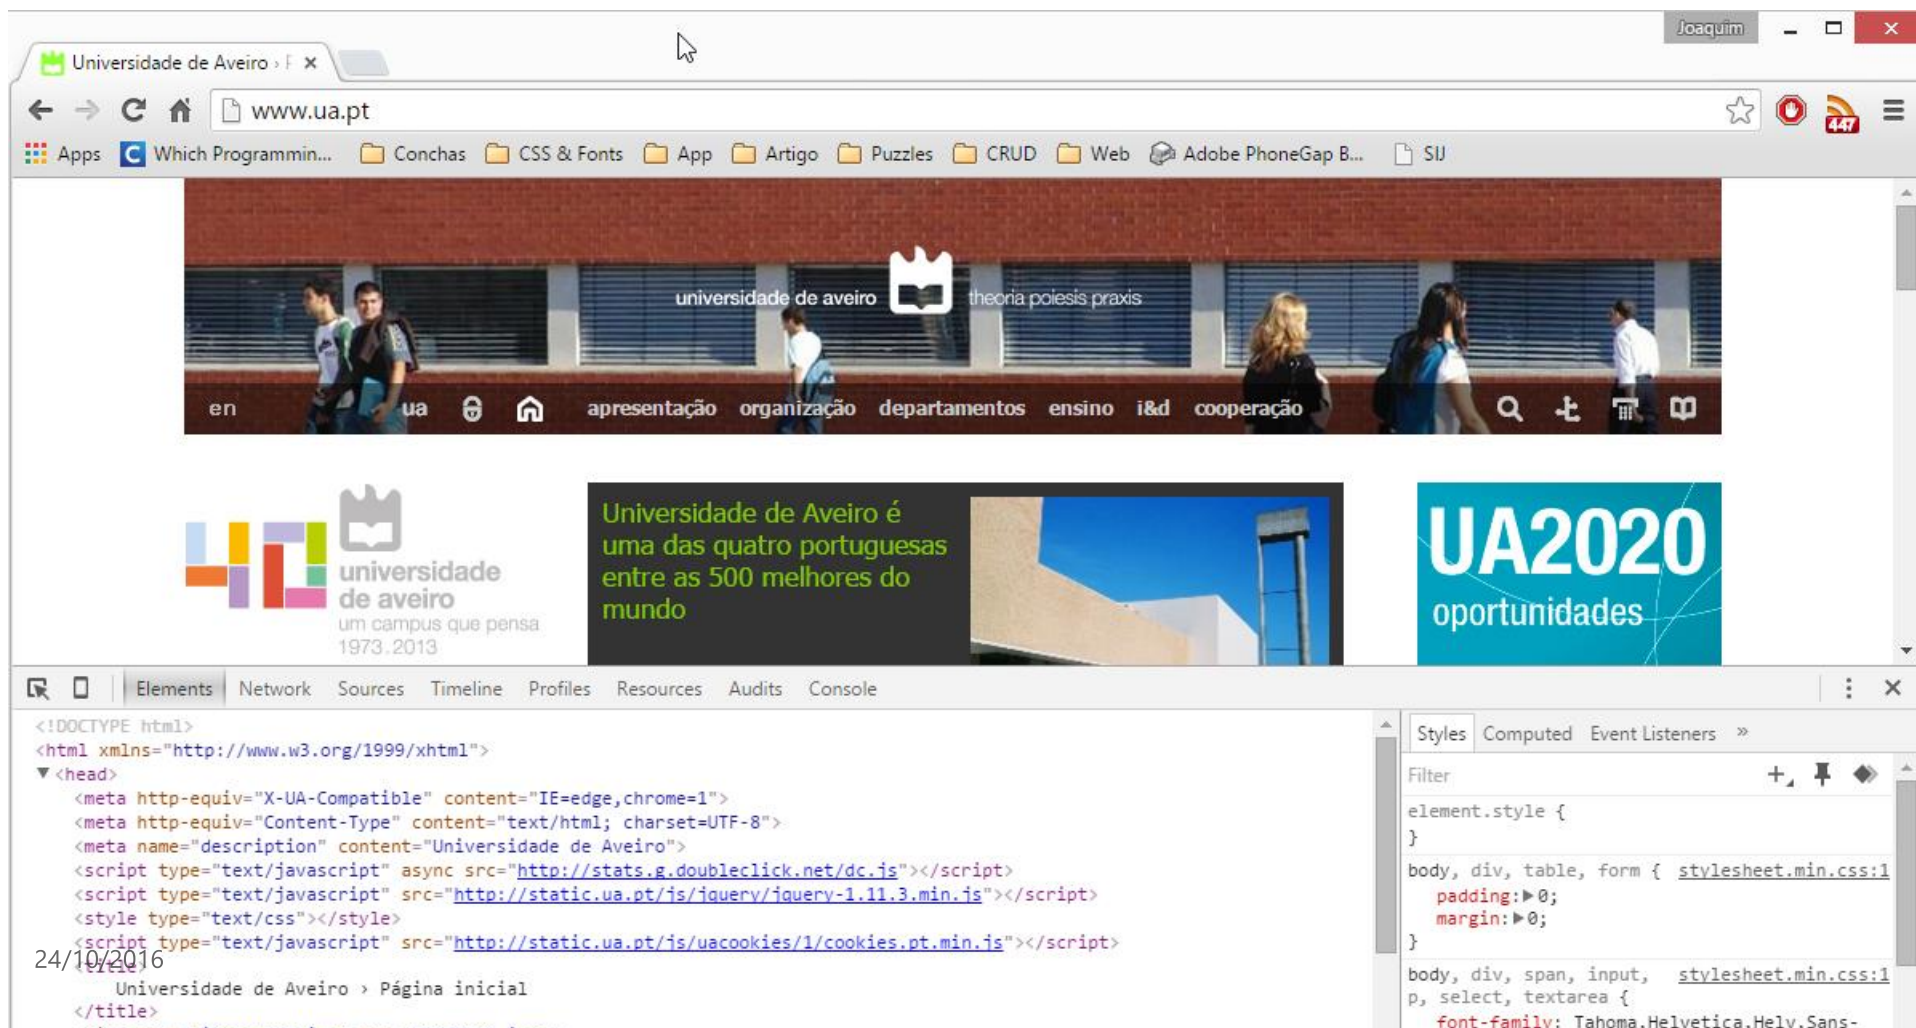 Joaquim
Universidade de Aveiro › P
www.ua.pt
447
Apps Which Programmin... Conchas CSS & Fonts App Artigo Puzzles CRUD Web Adobe PhoneGap B... SIJ
universidade de aveiro theoria poiesis praxis
en ua apresentação organização departamentos ensino i&d cooperação
40
universidade
de aveiro
um campus que pensa
1973.2013
Universidade de Aveiro é
uma das quatro portuguesas
entre as 500 melhores do
mundo
UA2020
oportunidades
Elements Network Sources Timeline Profiles Resources Audits Console
<!DOCTYPE html>
<html xmlns="http://www.w3.org/1999/xhtml">
<head>
<meta http-equiv="X-UA-Compatible" content="IE=edge,chrome=1">
<meta http-equiv="Content-Type" content="text/html; charset=UTF-8">
<meta name="description" content="Universidade de Aveiro">
<script type="text/javascript" async src="http://stats.g.doubleclick.net/dc.js"></script>
<script type="text/javascript" src="http://static.ua.pt/js/jquery/jquery-1.11.3.min.js"></script>
<style type="text/css"></style>
<script type="text/javascript" src="http://static.ua.pt/js/uacookies/1/cookies.pt.min.js"></script>
24/10/2016
<title>
Universidade de Aveiro › Página inicial
</title>
Styles Computed Event Listeners »
Filter
element.style {
}
body, div, table, form { stylesheet.min.css:1
padding: 0;
margin: 0;
}
body, div, span, input, stylesheet.min.css:1
p, select, textarea {
font-family: Tahoma,Helvetica,Hely,Sans-